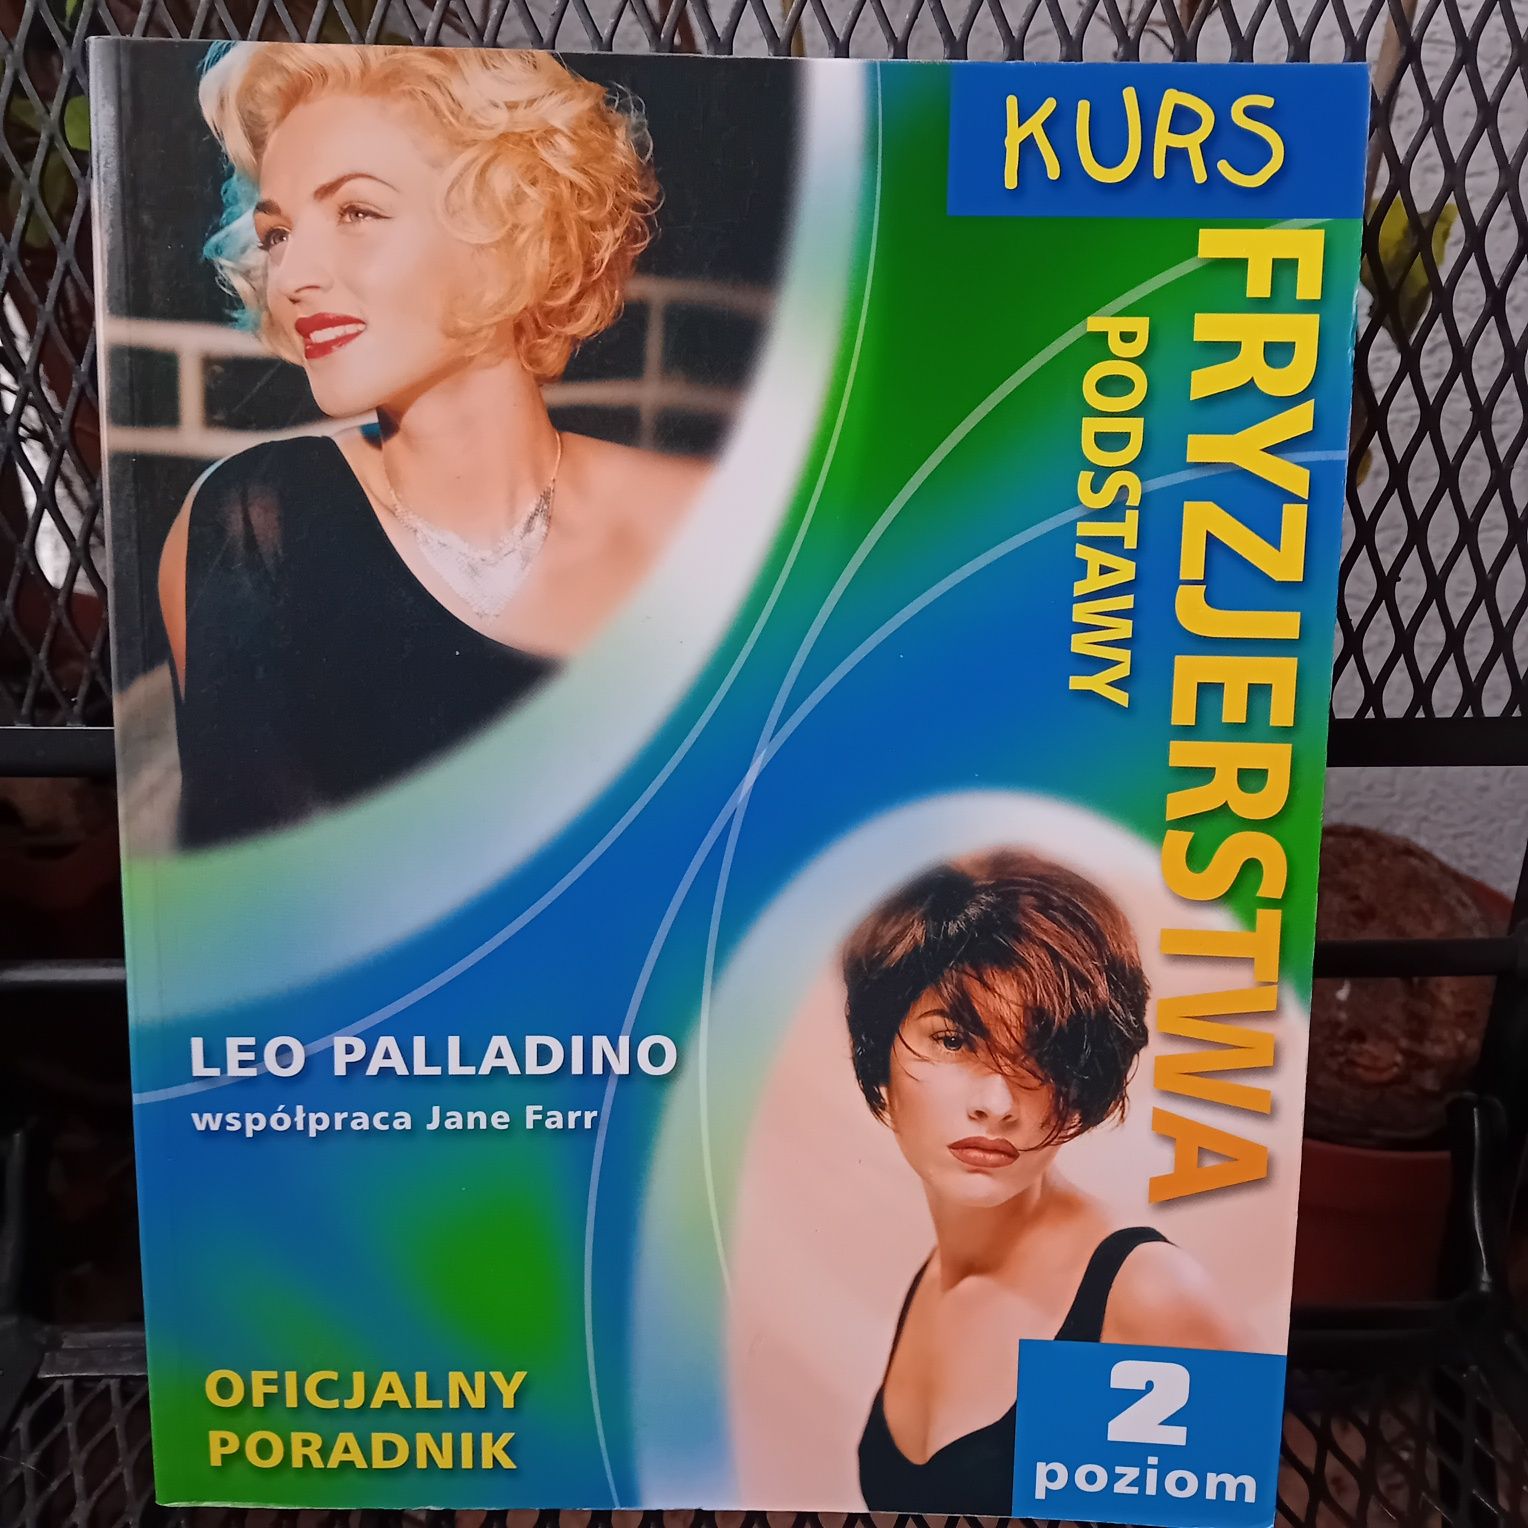 KURS
FRYZJERSTWA
PODSTAWY
LEO PALLADINO
współpraca Jane Farr
OFICJALNY
PORADNIK
2
poziom